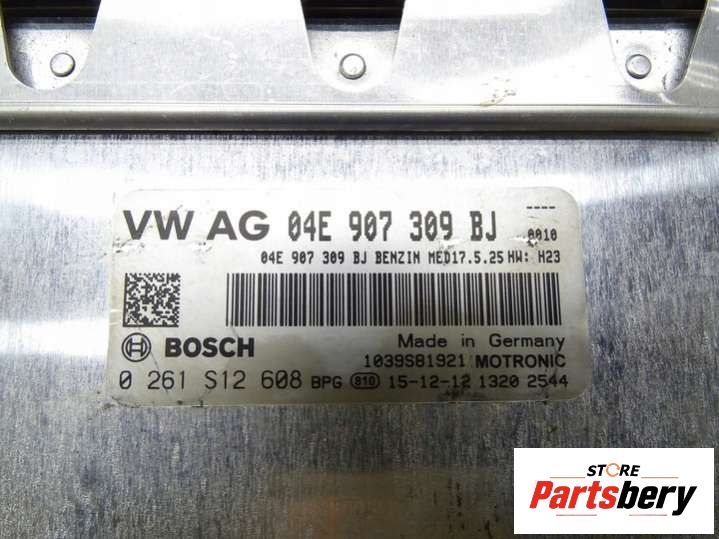 VW AG 04E 907 309 BJ ---- 0010
04E 907 309 BJ BENZIN MED17.5.25 HW: H23
BOSCH
Made in Germany
1039S81921 MOTRONIC
0 261 S12 608 BPG 810 15-12-12 1320 2544
STORE
Partsbery